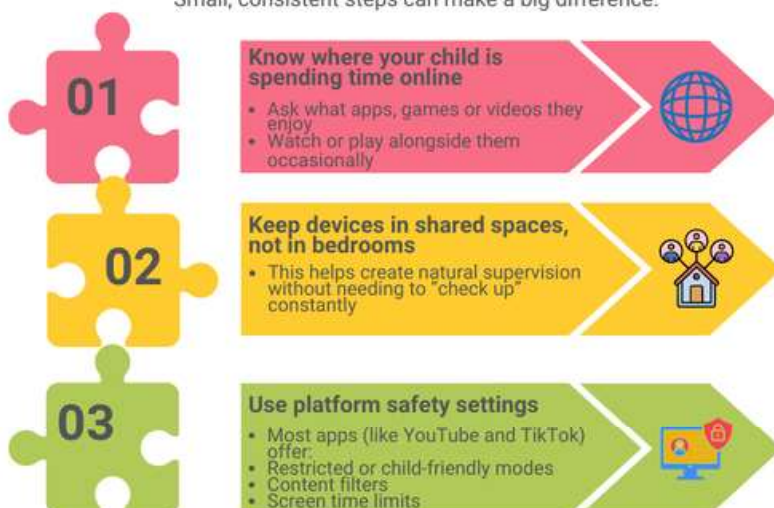 Small, consistent steps can make a big difference.
01
Know where your child is
spending time online
• Ask what apps, games or videos they
enjoy
• Watch or play alongside them
occasionally
02
Keep devices in shared spaces,
not in bedrooms
• This helps create natural supervision
without needing to “check up”
constantly
03
Use platform safety settings
• Most apps (like YouTube and TikTok)
offer:
• Restricted or child-friendly modes
• Content filters
• Screen time limits